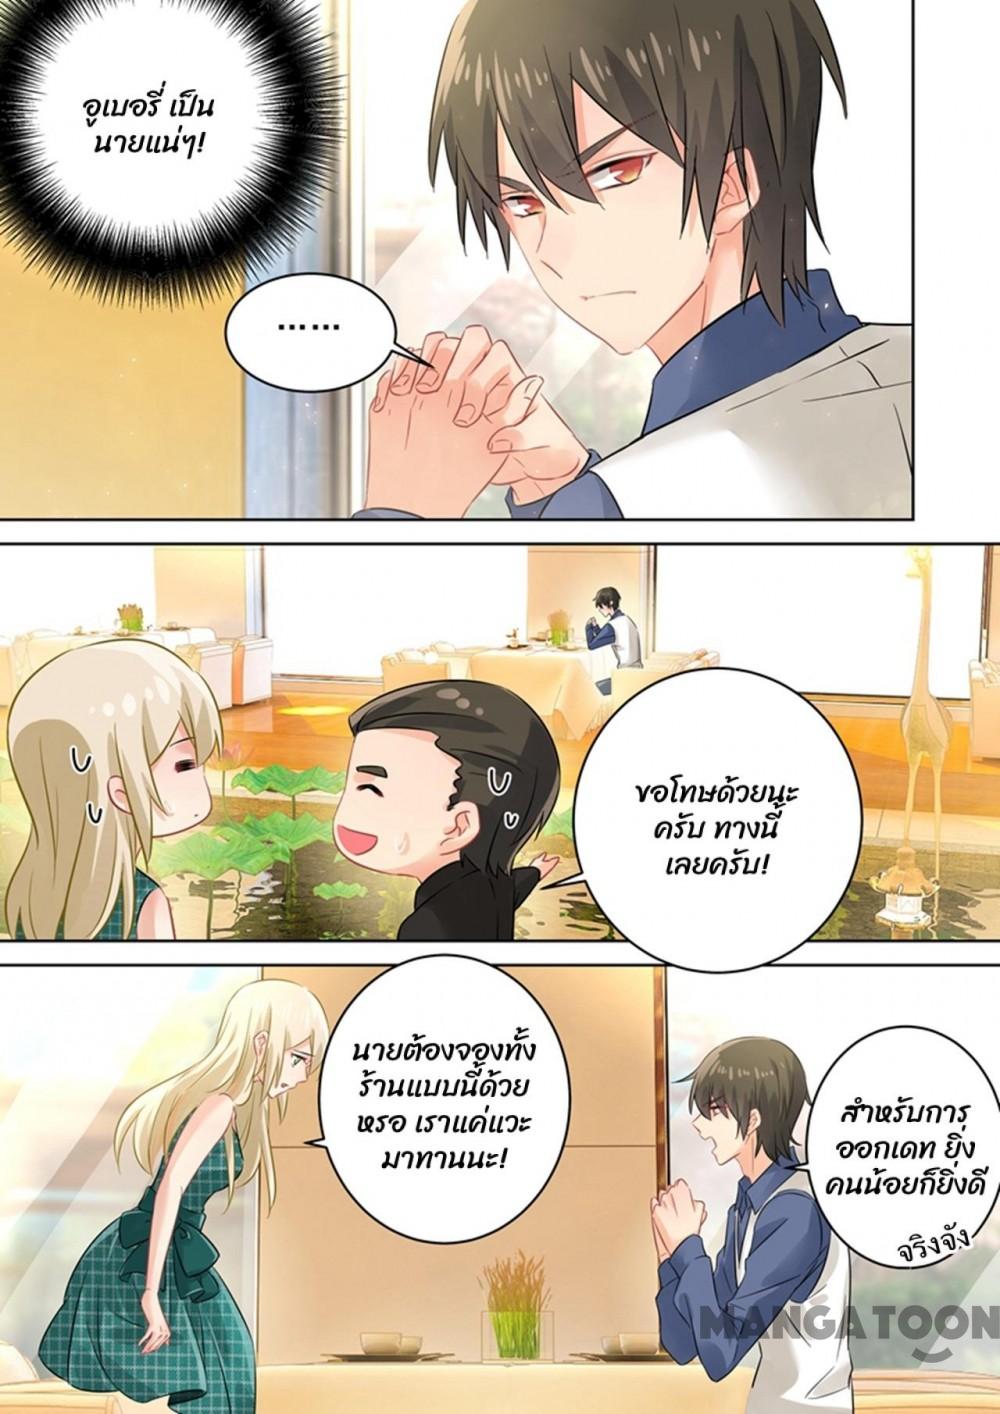 อูเบอรี่ เป็น
นายแน่ๆ!
……
ขอโทษด้วยนะ
ครับ ทางนี้
เลยครับ!
นายต้องจองทั้ง
ร้านแบบนี้ด้วย
หรอ เราแค่แวะ
มาทานนะ!
สำหรับการ
ออกเดท ยิ่ง
คนน้อยก็ยิ่งดี
จริงจัง
MANGATOON